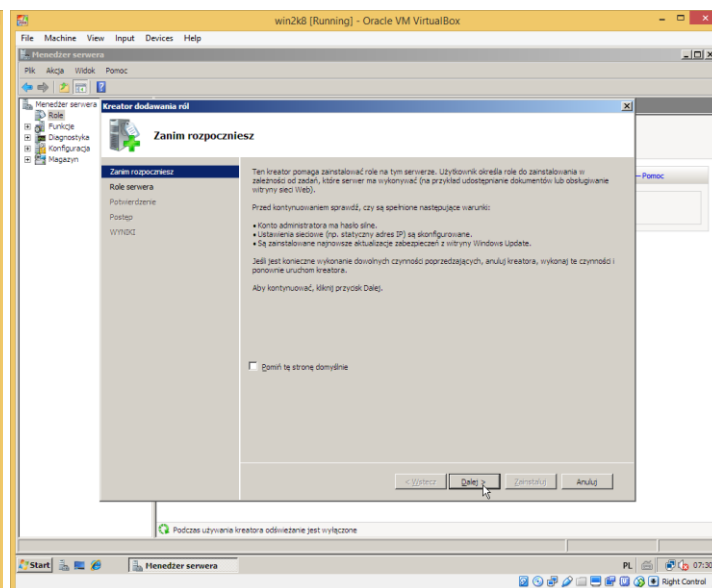 win2k8 [Running] - Oracle VM VirtualBox
File Machine View Input Devices Help
Menedżer serwera
Plik Akcja Widok Pomoc
Menedżer serwera
Role
Funkcje
Diagnostyka
Konfiguracja
Magazyn
Kreator dodawania ról
Zanim rozpoczniesz
Zanim rozpoczniesz
Role serwera
Potwierdzenie
Postęp
WYNIKI
Ten kreator pomaga zainstalować role na tym serwerze. Użytkownik określa role do zainstalowania w
zależności od zadań, które serwer ma wykonywać (na przykład udostępnianie dokumentów lub obsługiwanie
witryny sieci Web).
Przed kontynuowaniem sprawdź, czy są spełnione następujące warunki:
• Konto administratora ma hasło silne.
• Ustawienia sieciowe (np. statyczny adres IP) są skonfigurowane.
• Są zainstalowane najnowsze aktualizacje zabezpieczeń z witryny Windows Update.
Jeśli jest konieczne wykonanie dowolnych czynności poprzedzających, anuluj kreatora, wykonaj te czynności i
ponownie uruchom kreatora.
Aby kontynuować, kliknij przycisk Dalej.
Pomiń tę stronę domyślnie
< Wstecz Dalej > Zainstaluj Anuluj
Pomoc
Podczas używania kreatora odświeżanie jest wyłączone
Start Menedżer serwera PL 07:30
Right Control